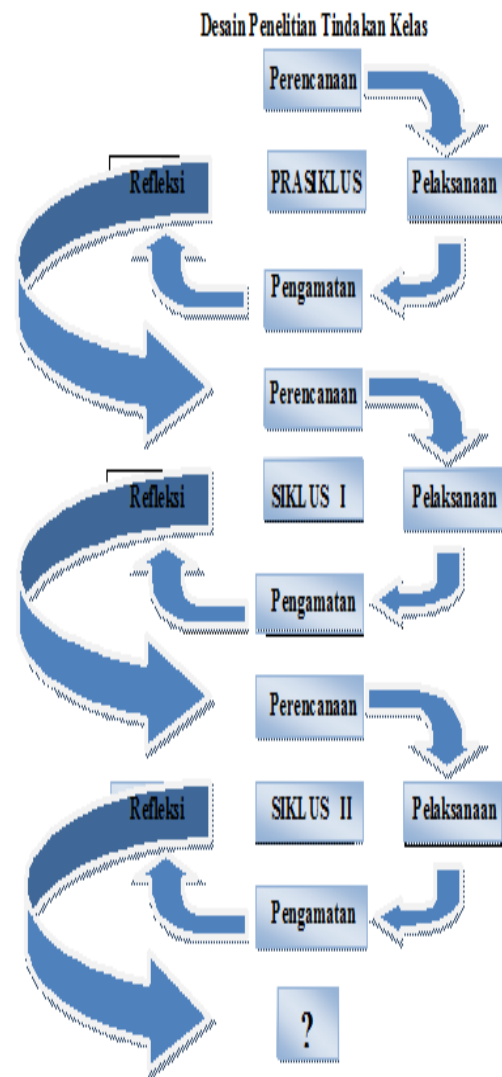 Desain Penelitian Tindakan Kelas
Perencanaan
Refleksi
PRASIKLUS
Pelaksanaan
Pengamatan
Perencanaan
Refleksi
SIKLUS I
Pelaksanaan
Pengamatan
Perencanaan
Refleksi
SIKLUS II
Pelaksanaan
Pengamatan
?